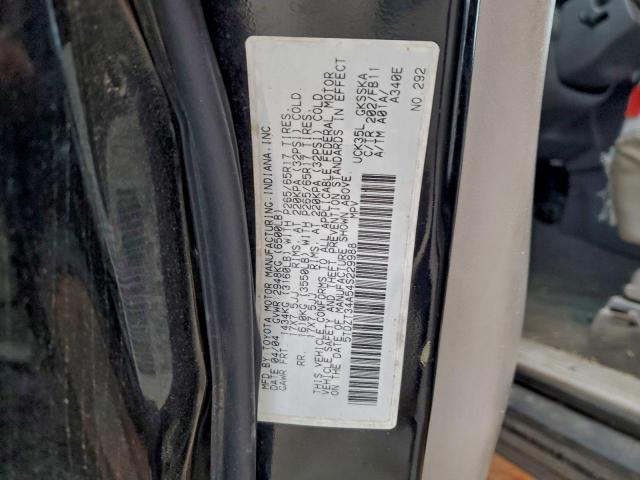 MFD.BY TOYOTA MOTOR MANUFACTURING,INDIANA,INC
DATE 04/04 GVWR 2948KG (6500LB)
GAWR FRT 1434KG (3160LB) WITH P265/65R17 TIRES,
17X7.5JJ RIMS, AT 220KPA (32PSI) COLD
RR. 1610KG (3550LB) WITH P265/65R17 TIRES,
17X7.5JJ RIMS, AT 220KPA (32PSI) COLD
THIS VEHICLE CONFORMS TO ALL APPLICABLE FEDERAL MOTOR
VEHICLE SAFETY AND THEFT PREVENTION STANDARDS IN EFFECT
ON THE DATE OF MANUFACTURE SHOWN ABOVE.
5TDZT34A54S229988 MPV
UCK35L GKSSKA
C/TR 202/FB11
A/TM A01A/
A340E
NO. 292